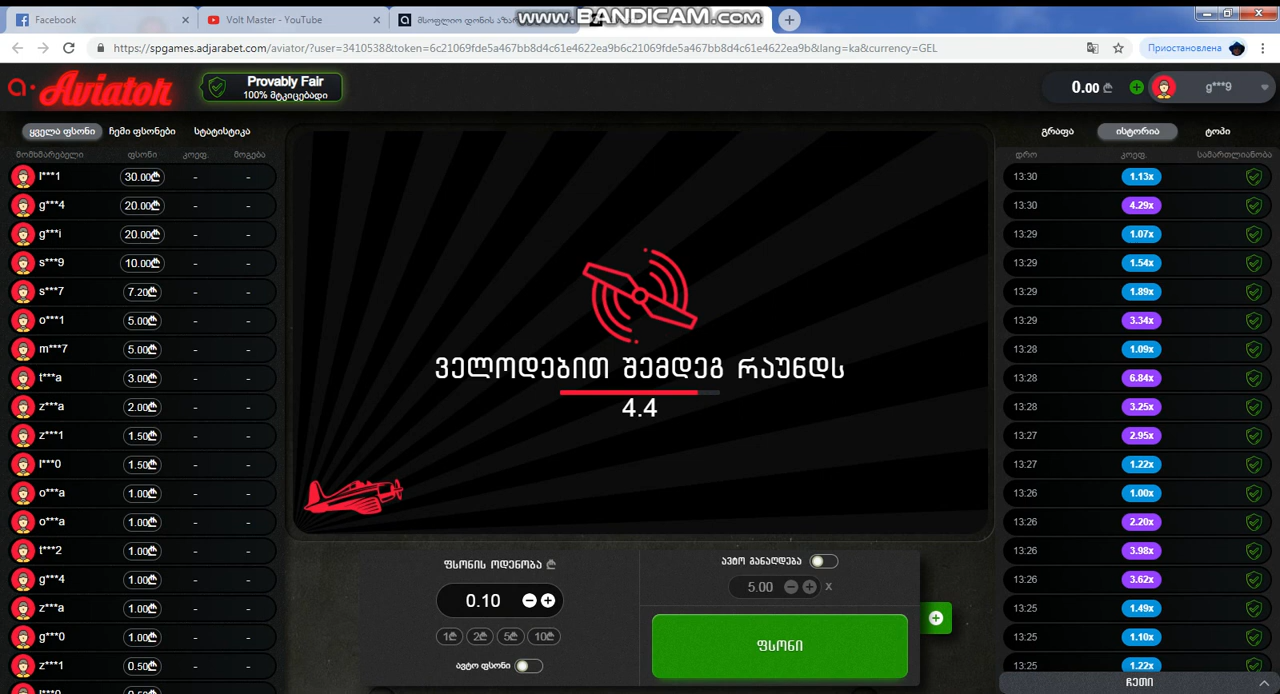 Facebook
Volt Master - YouTube
მსოფლიო დონის აზარ
www.BANDICAM.com
https://spgames.adjarabet.com/aviator/?user=3410538&token=6c21069fde5a467bb8d4c61e4622ea9b6c21069fde5a467bb8d4c61e4622ea9b&lang=ka&currency=GEL
Приостановлена
a· Aviator
Provably Fair
100% მტკიცებადი
0.00 ₾
g***9
ყველა ფსონი ჩემი ფსონები სტატისტიკა
მომხმარებელი ფსონი კოეფ. მოგება
l***1 30.00₾ - -
g***4 20.00₾ - -
g***i 20.00₾ - -
s***9 10.00₾ - -
s***7 7.20₾ - -
o***1 5.00₾ - -
m***7 5.00₾ - -
t***a 3.00₾ - -
z***a 2.00₾ - -
z***1 1.50₾ - -
l***0 1.50₾ - -
o***a 1.00₾ - -
o***a 1.00₾ - -
t***2 1.00₾ - -
g***4 1.00₾ - -
z***a 1.00₾ - -
g***0 1.00₾ - -
z***1 0.50₾ - -
ველოდებით შემდეგ რაუნდს
4.4
ფსონის ოდენობა ₾
0.10
1₾ 2₾ 5₾ 10₾
ავტო ფსონი
ავტო განაღდება
5.00 x
ფსონი
გრაფა ისტორია ტოპი
დრო კოეფ. სამართლიანობა
13:30 1.13x
13:30 4.29x
13:29 1.07x
13:29 1.54x
13:29 1.89x
13:29 3.34x
13:28 1.09x
13:28 6.84x
13:28 3.25x
13:27 2.95x
13:27 1.22x
13:26 1.00x
13:26 2.20x
13:26 3.98x
13:26 3.62x
13:25 1.49x
13:25 1.10x
13:25 1.22x
ჩეთი